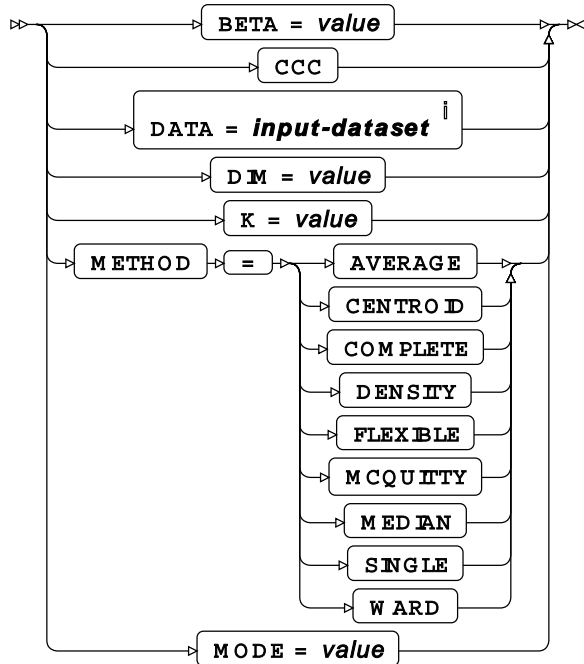 BETA = value
CCC
DATA = input-dataset i
DIM = value
K = value
METHOD = AVERAGE
CENTROID
COMPLETE
DENSITY
FLEXIBLE
MCQUITTY
MEDIAN
SINGLE
WARD
MODE = value